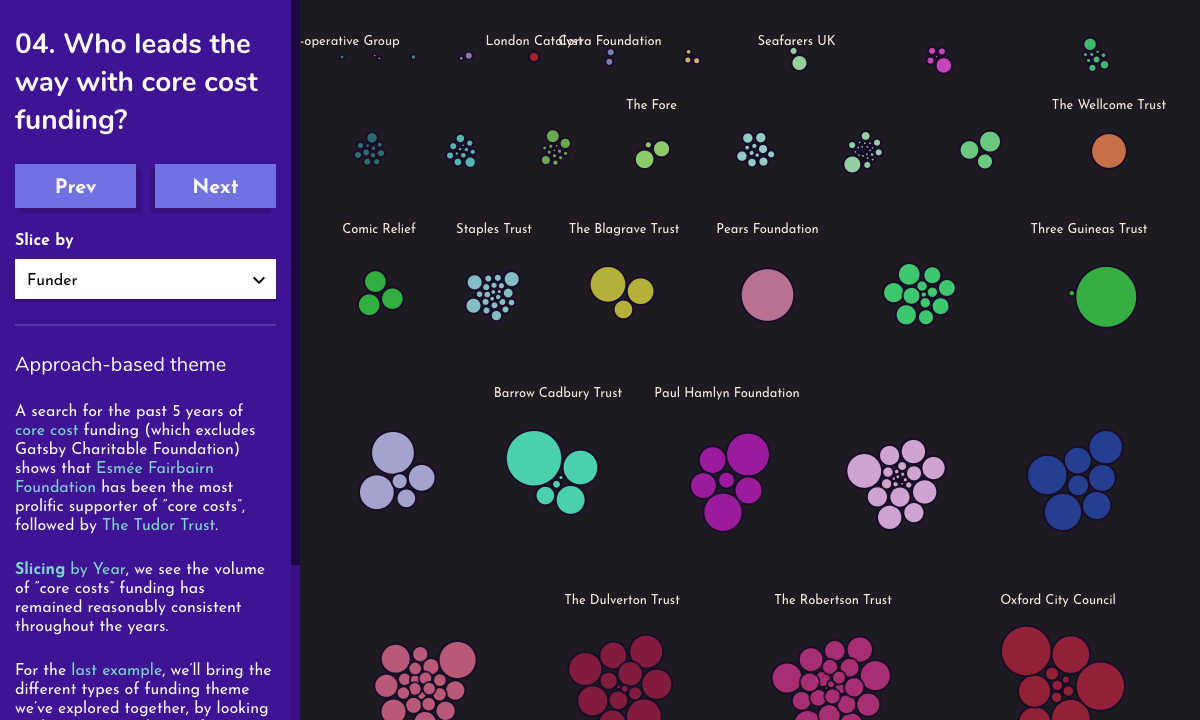 04. Who leads the
way with core cost
funding?
Prev
Next
Slice by
Funder
Approach-based theme
A search for the past 5 years of
core cost funding (which excludes
Gatsby Charitable Foundation)
shows that Esmée Fairbairn
Foundation has been the most
prolific supporter of “core costs”,
followed by The Tudor Trust.
Slicing by Year, we see the volume
of “core costs” funding has
remained reasonably consistent
throughout the years.
For the last example, we’ll bring the
different types of funding theme
we’ve explored together, by looking
-operative Group
London Catalyst
Foundation
Seafarers UK
The Fore
The Wellcome Trust
Comic Relief
Staples Trust
The Blagrave Trust
Pears Foundation
Three Guineas Trust
Barrow Cadbury Trust
Paul Hamlyn Foundation
The Dulverton Trust
The Robertson Trust
Oxford City Council